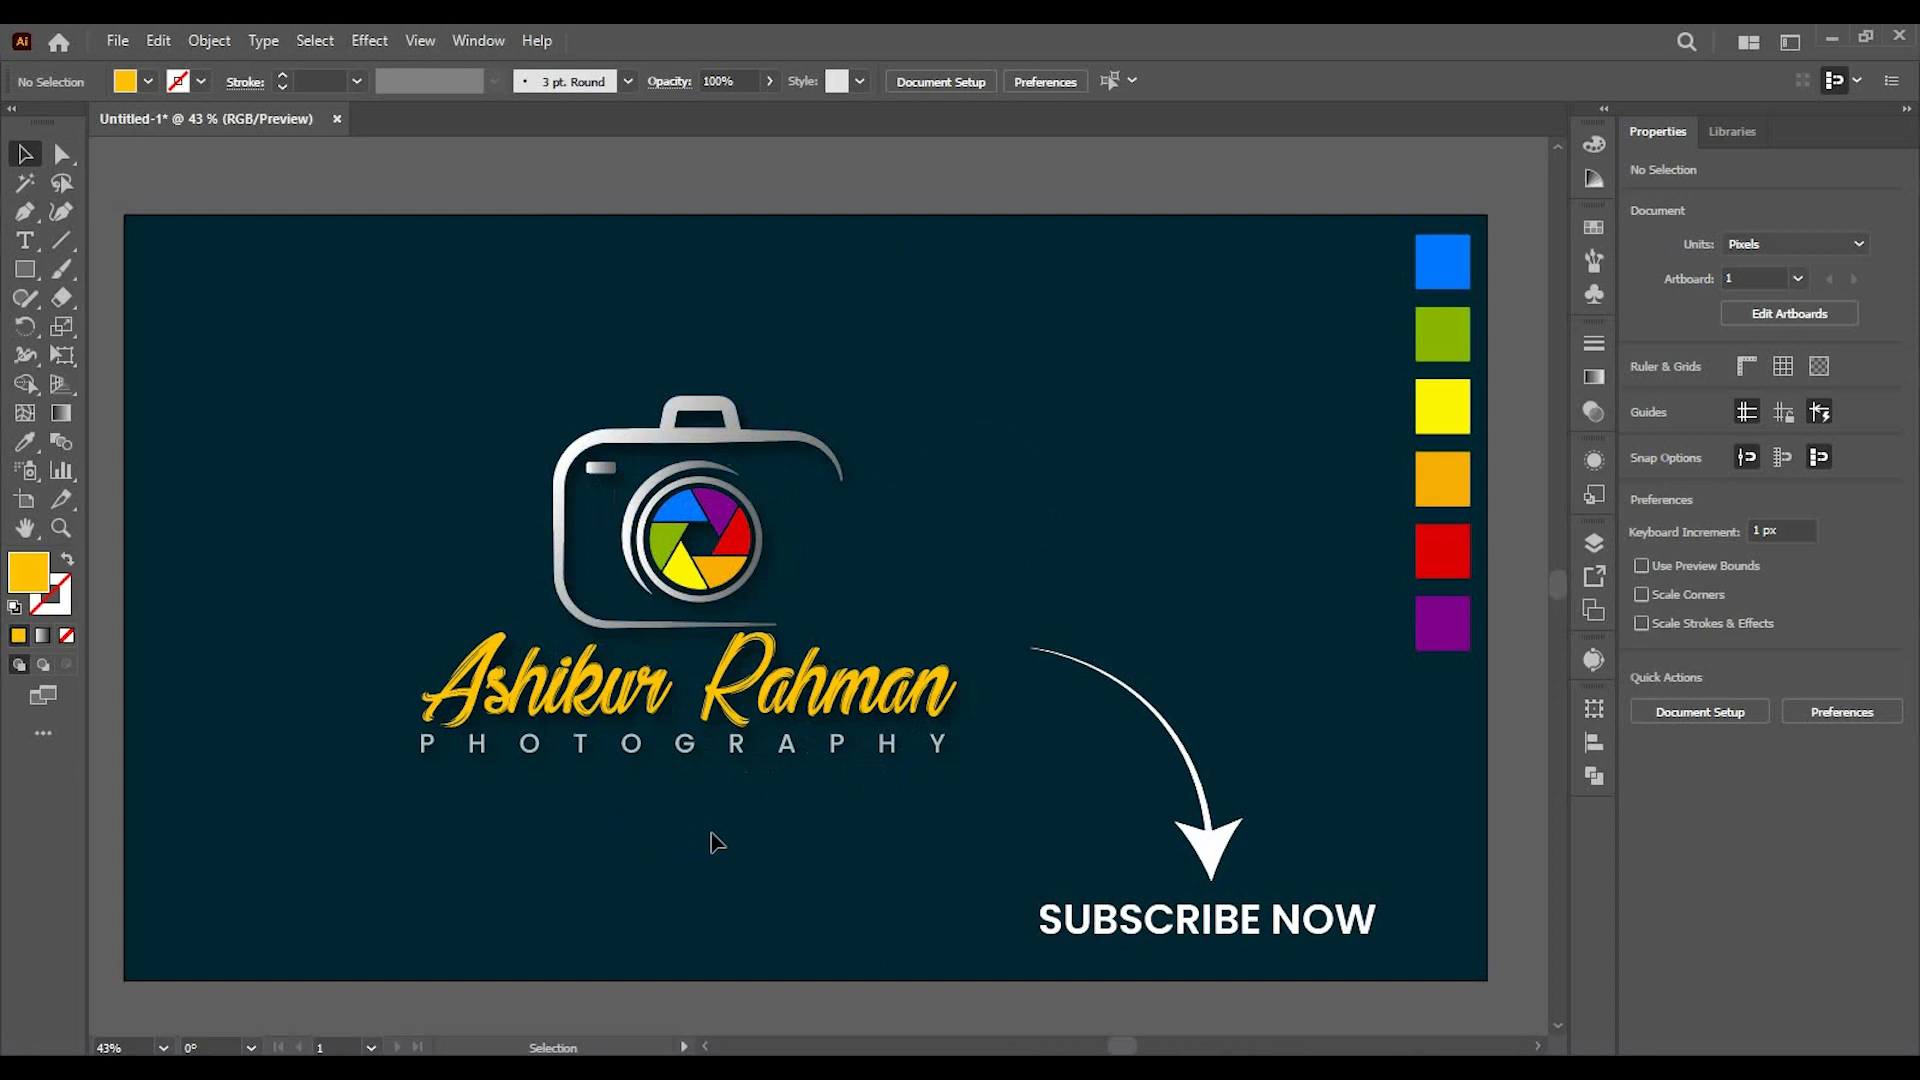 Ai File Edit Object Type Select Effect View Window Help
No Selection Stroke: 3 pt. Round Opacity: 100% Style: Document Setup Preferences
Untitled-1* @ 43 % (RGB/Preview) ×
Properties Libraries
No Selection
Document
Units: Pixels
Artboard: 1
Edit Artboards
Ruler & Grids
Guides
Snap Options
Preferences
Keyboard Increment: 1 px
Use Preview Bounds
Scale Corners
Scale Strokes & Effects
Quick Actions
Document Setup Preferences
Ashikur Rahman
PHOTOGRAPHY
SUBSCRIBE NOW
43% 0° 1 Selection